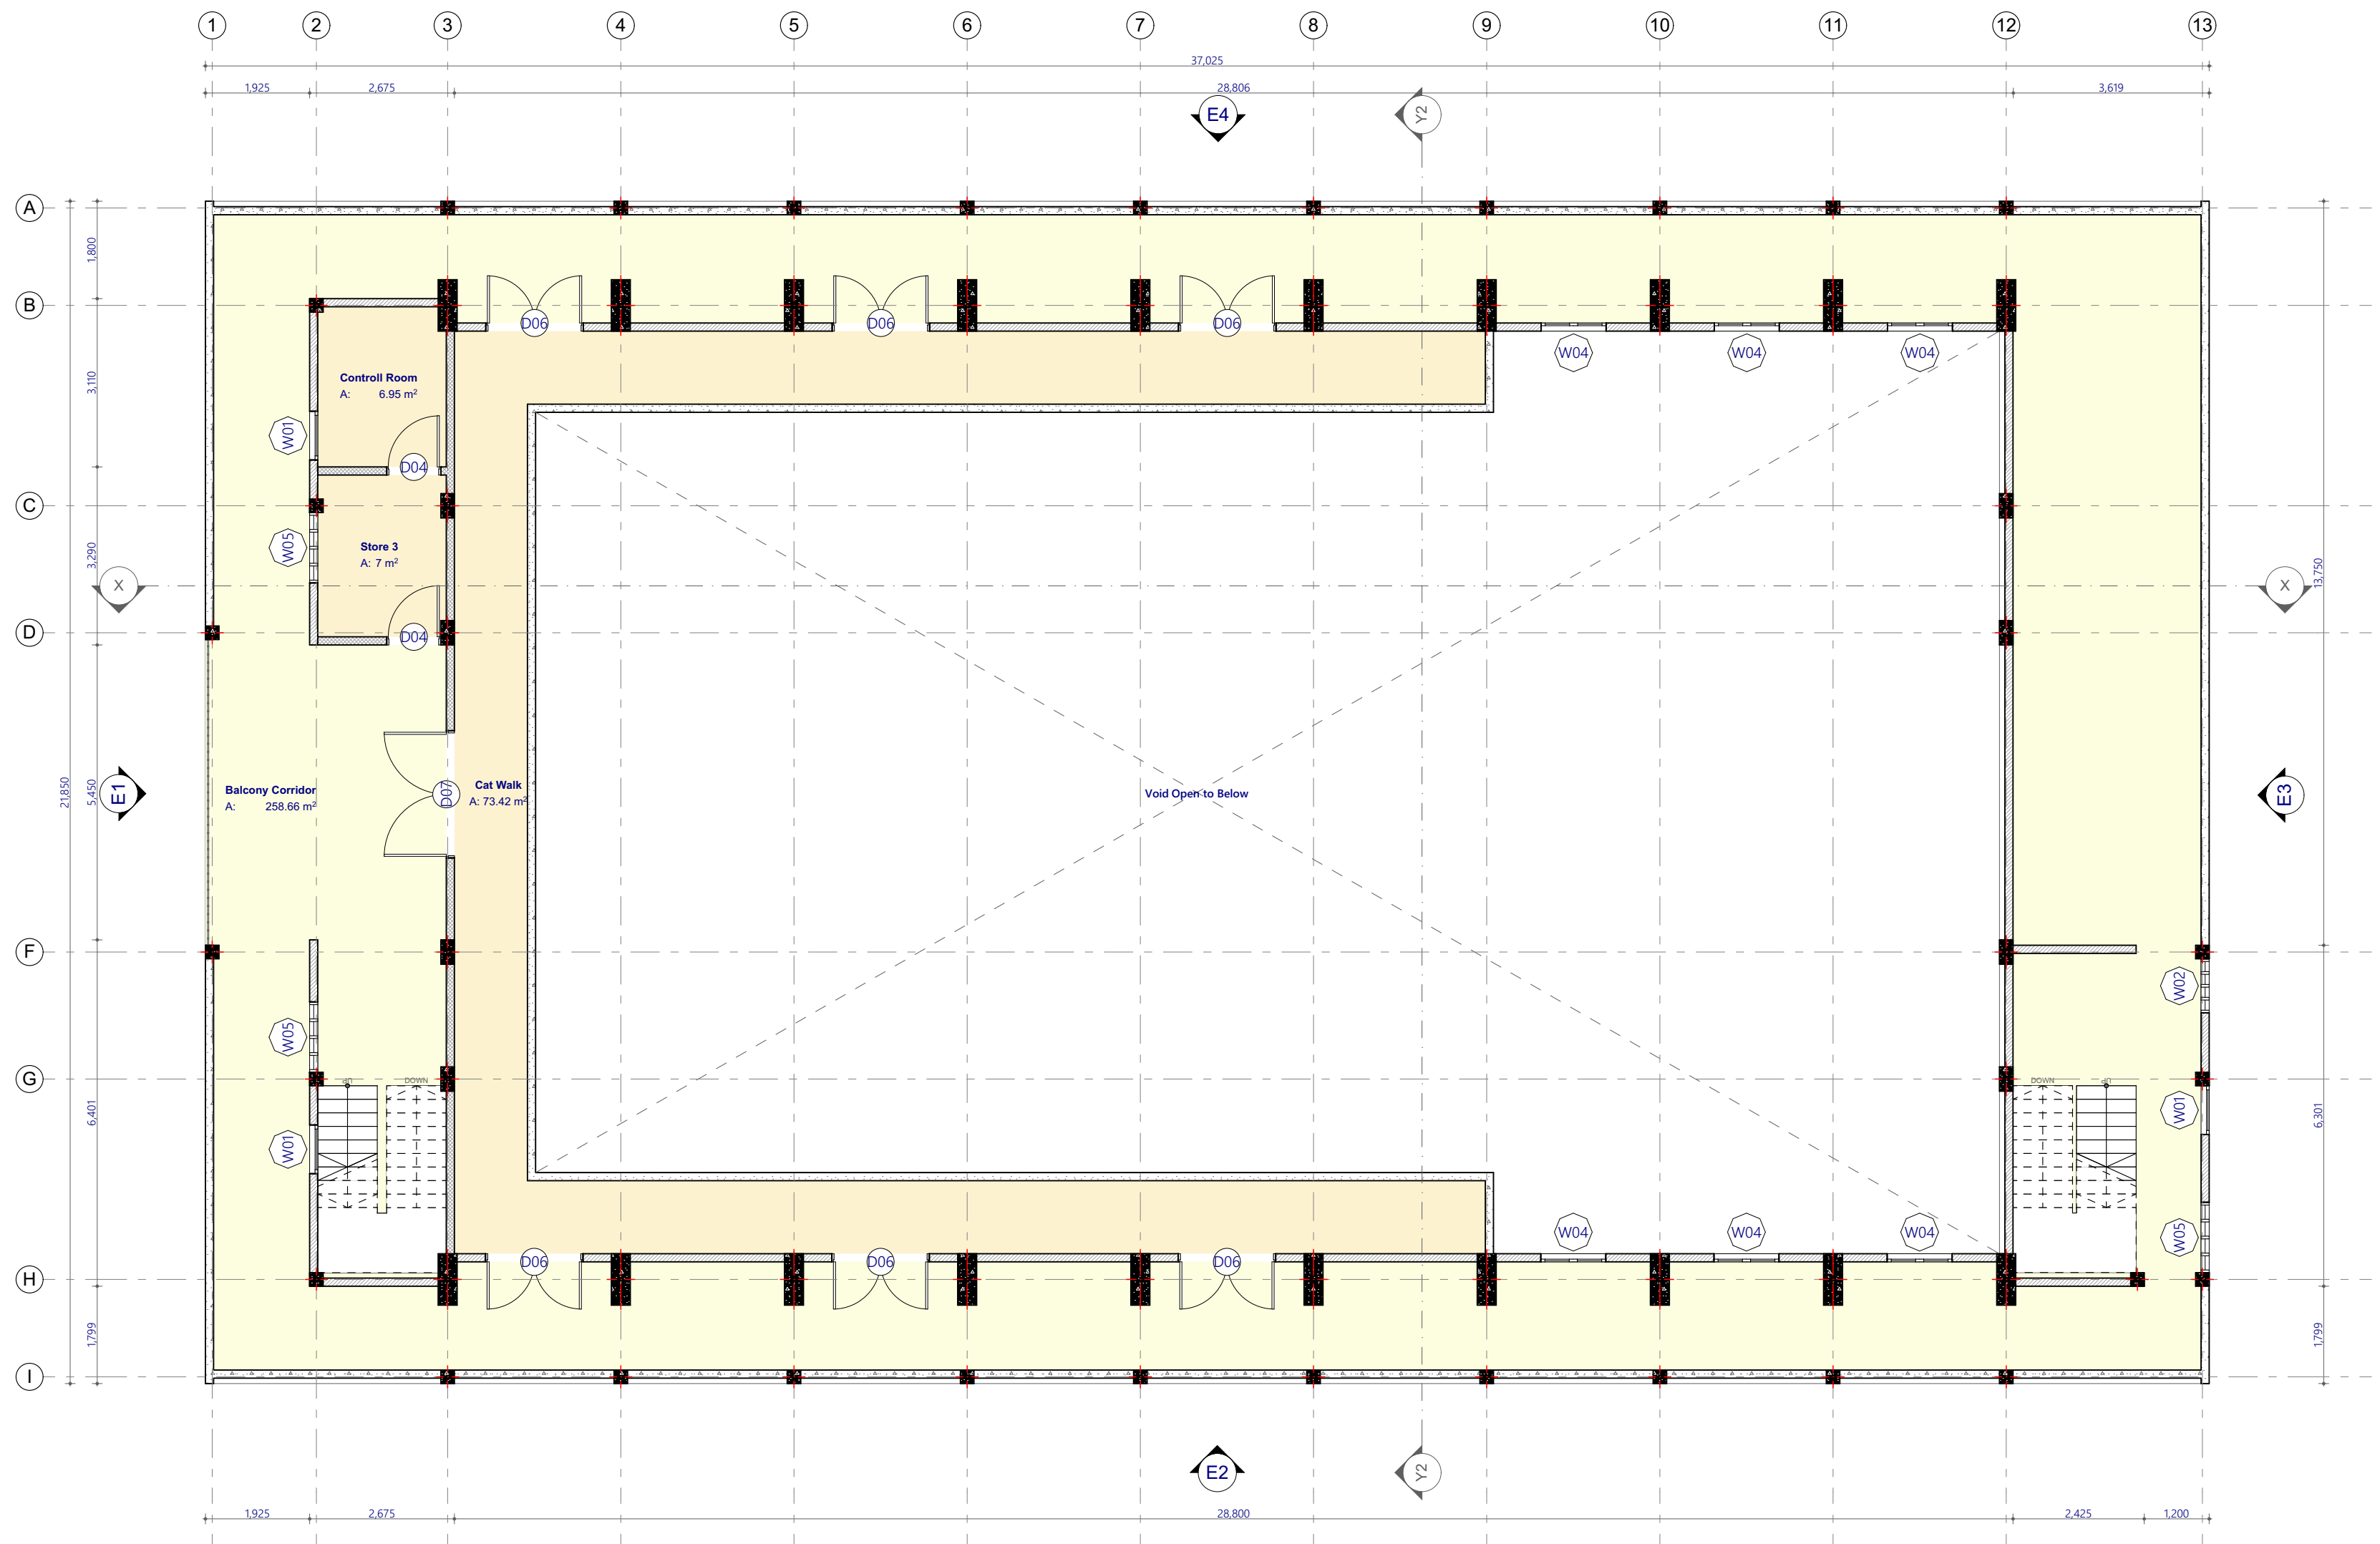 1 2 3 4 5 6 7 8 9 10 11 12 13
37,025
1,925 2,675 28,806 3,619
E4 Y2
A
1,800
B
D06 D06 D06
W04 W04 W04
3,110
Controll Room
A: 6.95 m²
W01
D04
C
3,290
W05
Store 3
A: 7 m²
X X
13,750
D
D04
21,850
5,450
E1
Balcony Corridor
A: 258.66 m²
D07
Cat Walk
A: 73.42 m²
Void Open to Below
E3
F
W02
W05
G
UP DOWN
DOWN UP
6,401
W01
W01
6,301
W05
W04 W04 W04
D06 D06 D06
H
1,799
1,799
I
E2 Y2
1,925 2,675 28,800 2,425 1,200